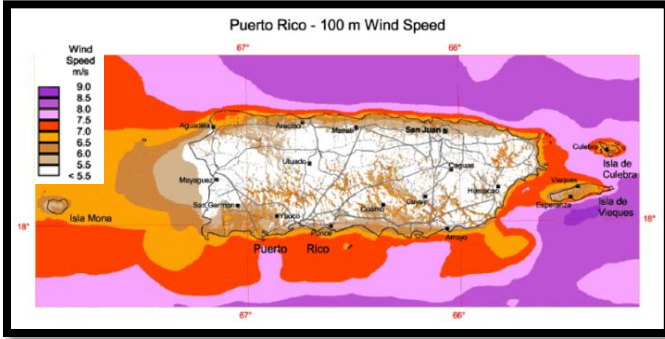 Puerto Rico - 100 m Wind Speed
Wind
Speed
m/s
9.0
8.5
8.0
7.5
7.0
6.5
6.0
5.5
< 5.5
67°
66°
Aguadilla
Arecibo
Manati
San Juan
Culebra
Isla de
Culebra
Utuado
Caguas
Mayaguez
Humacao
Vieques
San German
Coamo
Cayey
Esperanza
Isla de
Vieques
Isla Mona
Yauco
Ponce
Arroyo
18°
18°
Puerto Rico
67°
66°